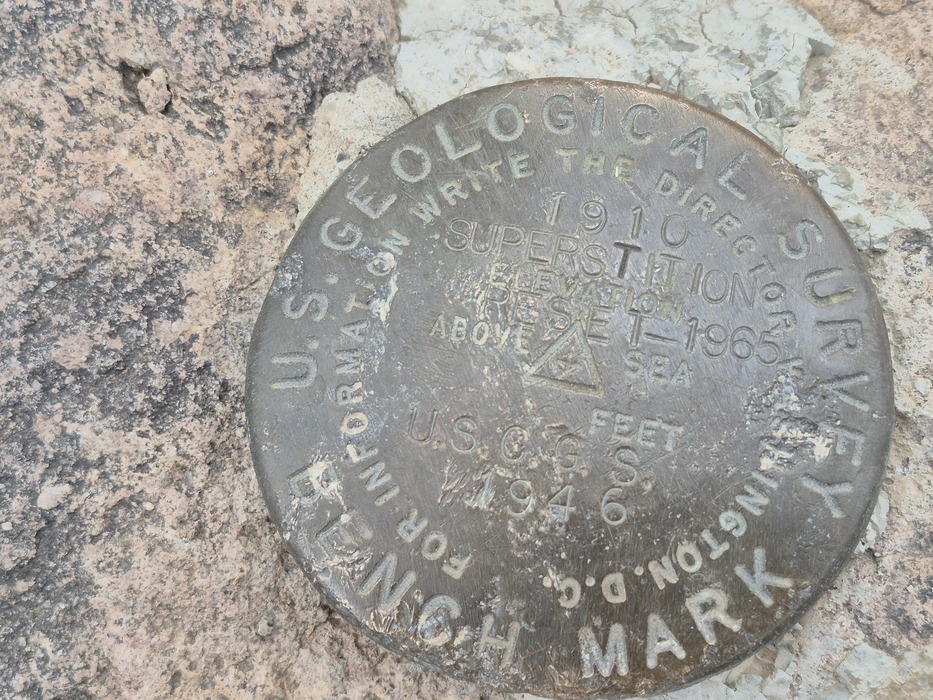 U.S. GEOLOGICAL SURVEY
BENCH MARK
FOR INFORMATION WRITE THE DIRECTOR, WASHINGTON, D.C.
1910
SUPERSTITION
ELEVATION
RESET—1965
ABOVE SEA
FEET
U.S.C.G.S.
1946